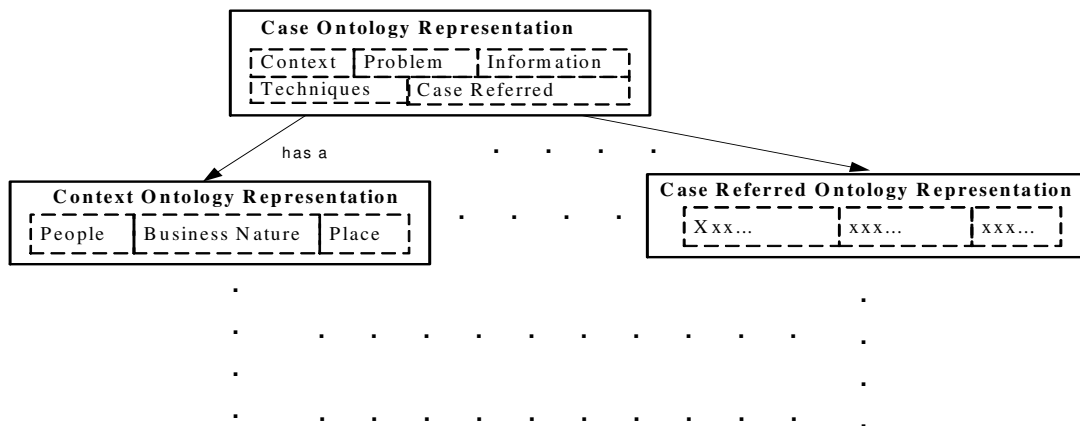 Case Ontology Representation
Context Problem Information
Techniques Case Referred
has a
Context Ontology Representation
People Business Nature Place
Case Referred Ontology Representation
Xxx... xxx... xxx...